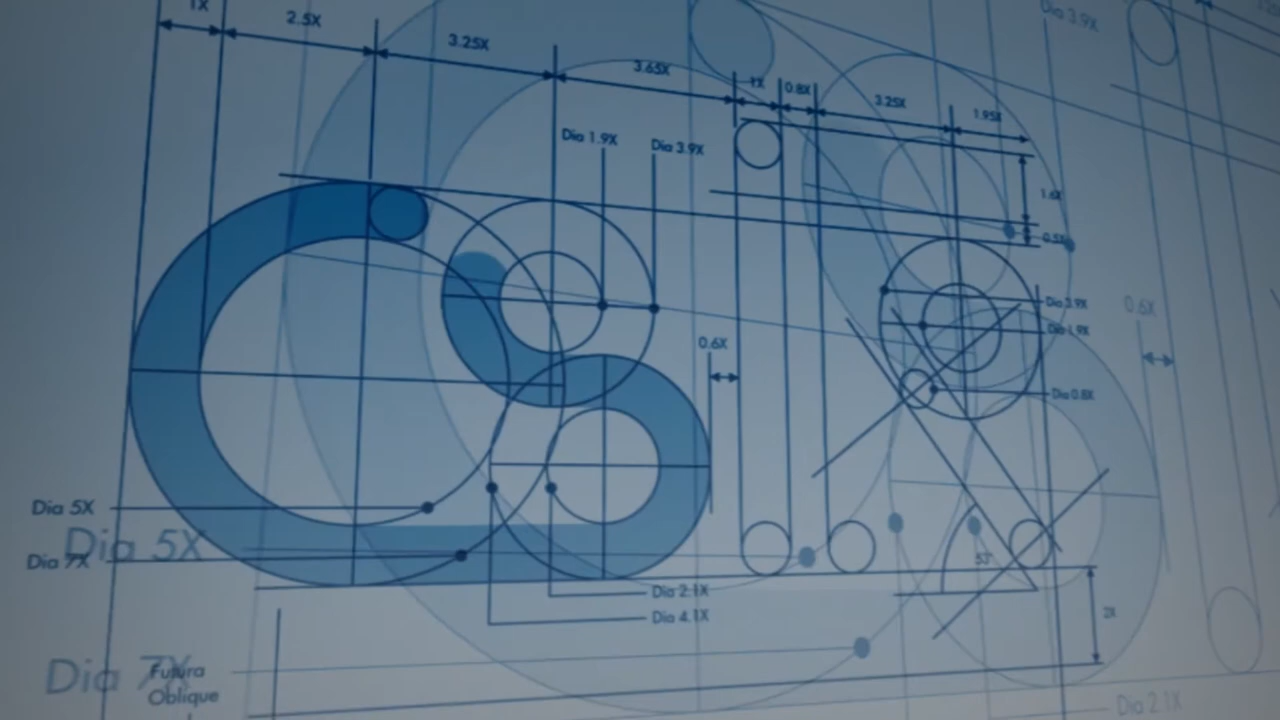 1X
2.5X
3.25X
3.65X
1X
0.8X
3.25X
1.95X
Dia 3.9X
Dia 1.9X
Dia 3.9X
1.6X
0.5X
Dia 3.9X
0.6X
Dia 1.9X
0.6X
Dia 0.8X
Dia 5X
Dia 5X
Dia 7X
53°
Dia 2.1X
Dia 4.1X
2X
Dia 7X
Futura
Oblique
Dia 2.1X